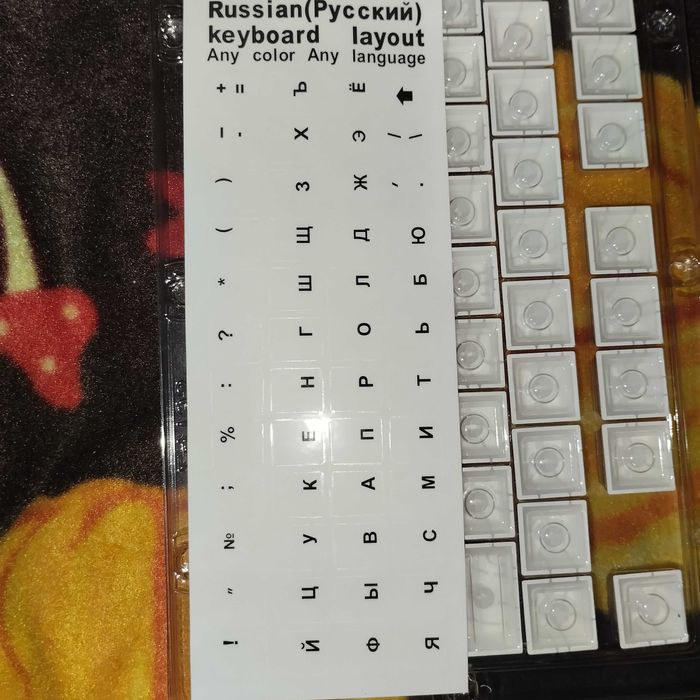 Russian(Русский)
keyboard layout
Any color Any language
! " № ; % : ? * ( ) _ - + =
Й Ц У К Е Н Г Ш Щ З Х Ъ
Ф Ы В А П Р О Л Д Ж Э Ё
Я Ч С М И Т Ь Б Ю , . / \